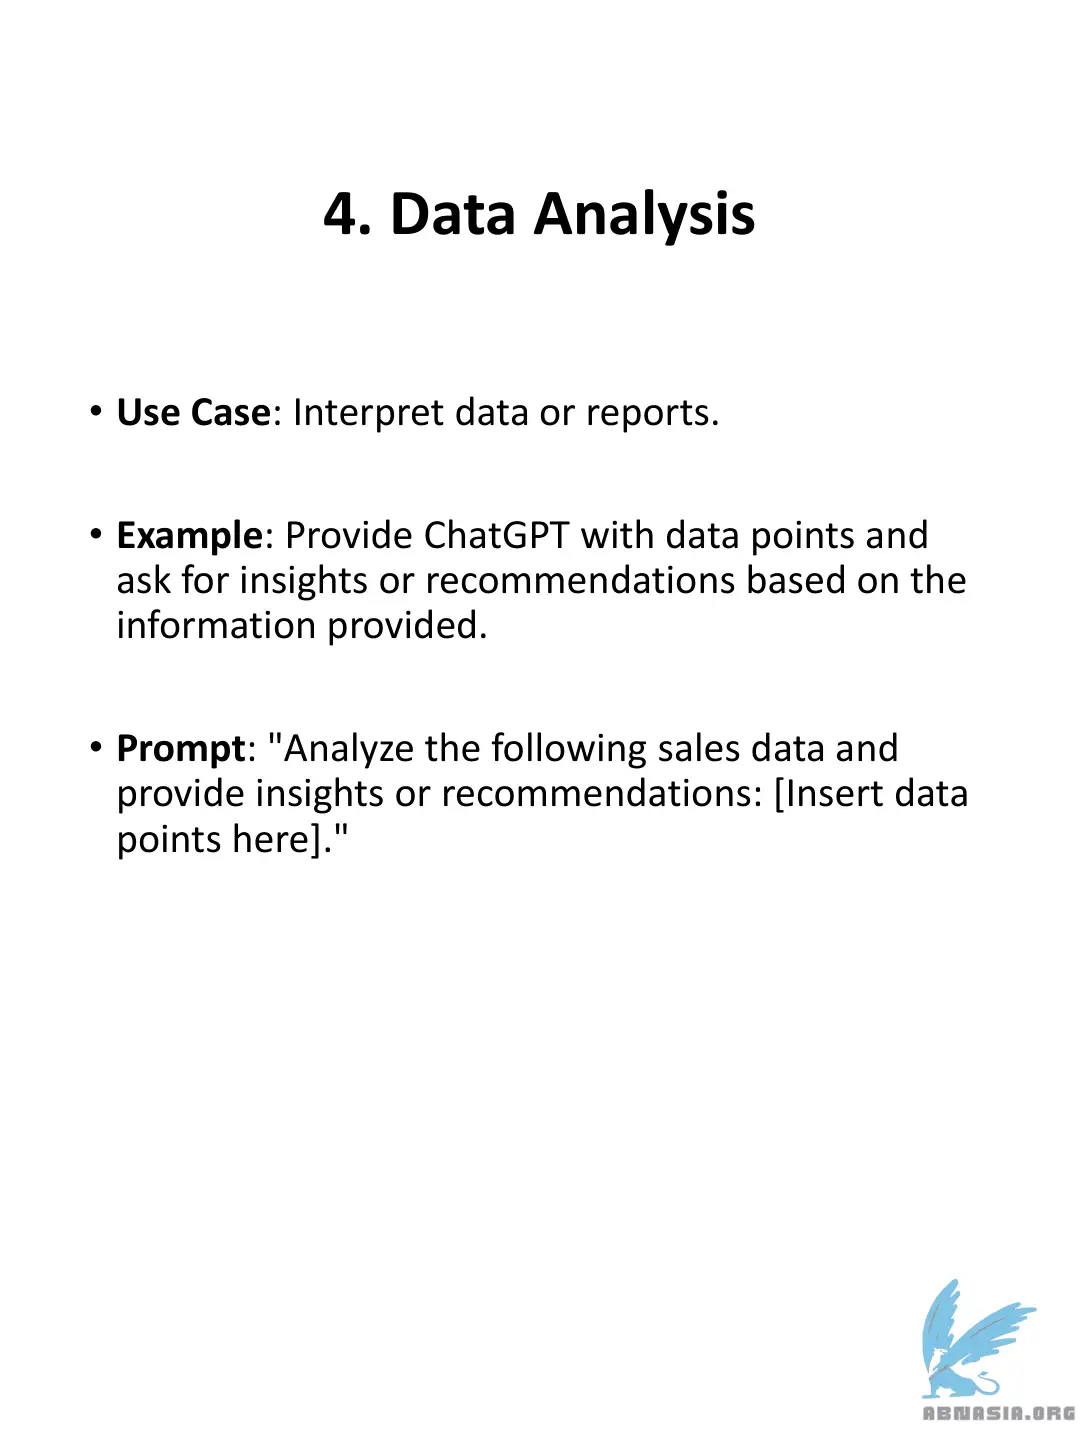 4. Data Analysis
• Use Case: Interpret data or reports.
• Example: Provide ChatGPT with data points and
ask for insights or recommendations based on the
information provided.
• Prompt: "Analyze the following sales data and
provide insights or recommendations: [Insert data
points here]."
ABNASIA.ORG